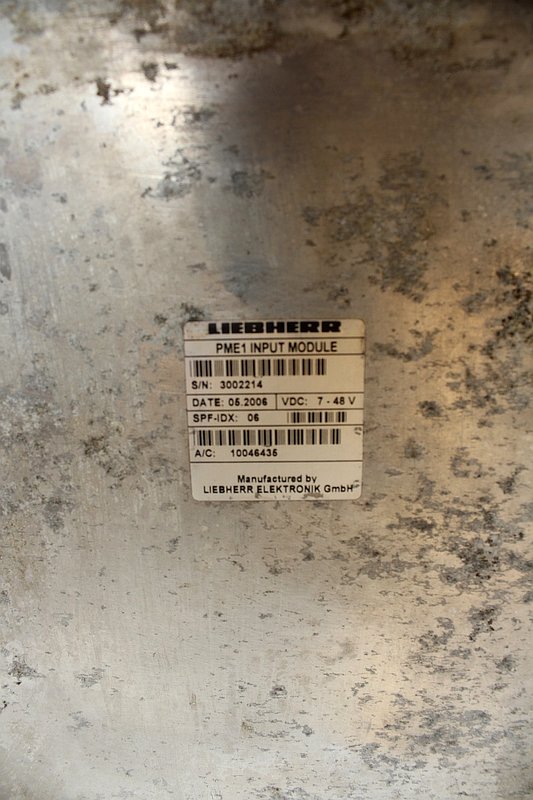 LIEBHERR
PME1 INPUT MODULE
S/N: 3002214
DATE: 05.2006 VDC: 7 - 48 V
SPF-IDX: 06
A/C: 10046435
Manufactured by
LIEBHERR ELEKTRONIK GmbH